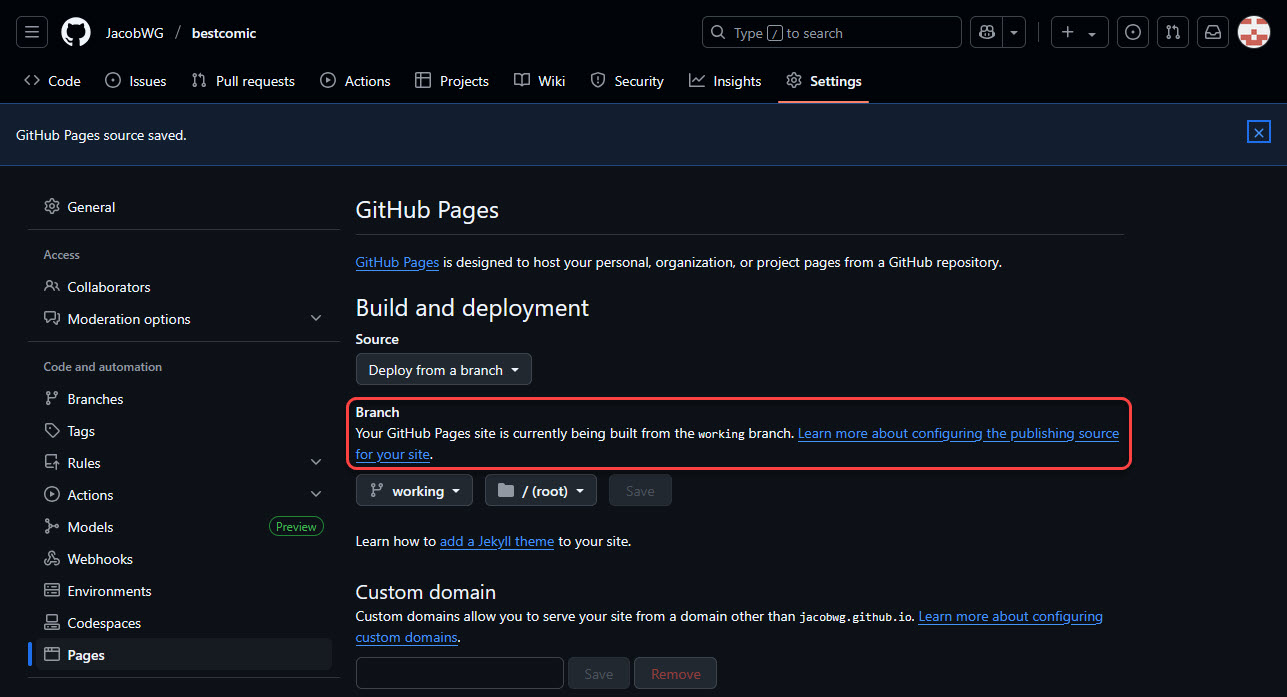 JacobWG / bestcomic
Type / to search
Code Issues Pull requests Actions Projects Wiki Security Insights Settings
GitHub Pages source saved.
General
Access
Collaborators
Moderation options
Code and automation
Branches
Tags
Rules
Actions
Models Preview
Webhooks
Environments
Codespaces
Pages
GitHub Pages
GitHub Pages is designed to host your personal, organization, or project pages from a GitHub repository.
Build and deployment
Source
Deploy from a branch
Branch
Your GitHub Pages site is currently being built from the working branch. Learn more about configuring the publishing source
for your site.
working / (root) Save
Learn how to add a Jekyll theme to your site.
Custom domain
Custom domains allow you to serve your site from a domain other than jacobwg.github.io. Learn more about configuring
custom domains.
Save Remove